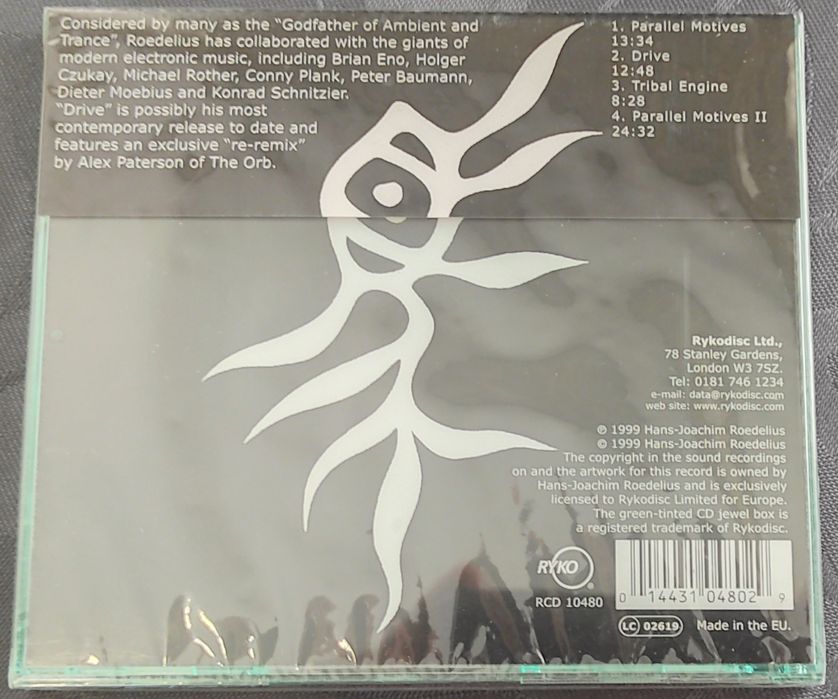 Considered by many as the “Godfather of Ambient and
Trance”, Roedelius has collaborated with the giants of
modern electronic music, including Brian Eno, Holger
Czukay, Michael Rother, Conny Plank, Peter Baumann,
Dieter Moebius and Konrad Schnitzler.
“Drive” is possibly his most
contemporary release to date and
features an exclusive “re-remix”
by Alex Paterson of The Orb.
1. Parallel Motives
13:34
2. Drive
12:48
3. Tribal Engine
8:28
4. Parallel Motives II
24:32
Rykodisc Ltd.,
78 Stanley Gardens,
London W3 7SZ.
Tel: 0181 746 1234
e-mail: data@rykodisc.com
web site: www.rykodisc.com
℗ 1999 Hans-Joachim Roedelius
© 1999 Hans-Joachim Roedelius
The copyright in the sound recordings
on and the artwork for this record is owned by
Hans-Joachim Roedelius and is exclusively
licensed to Rykodisc Limited for Europe.
The green-tinted CD jewel box is
a registered trademark of Rykodisc.
RYKO®
RCD 10480
0 14431 04802 9
LC 02619 Made in the EU.